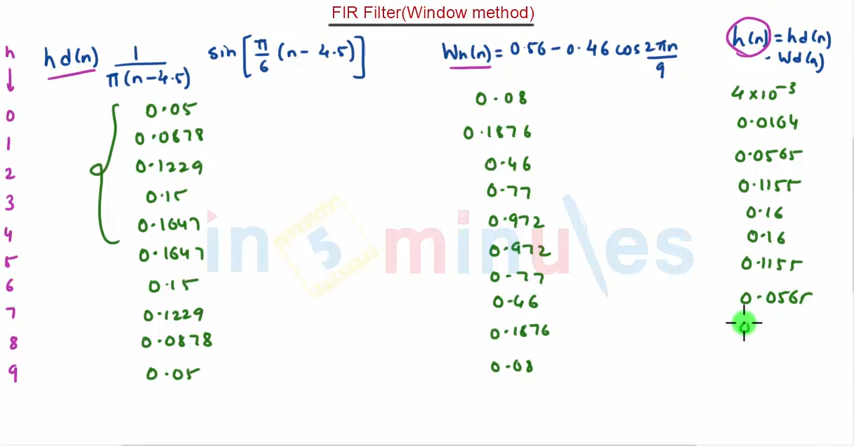 FIR Filter(Window method)
n hd(n) 1/π(n-4.5) sin[π/6 (n-4.5)] Wn(n) = 0.56 - 0.46 cos 2πn/9 h(n) = hd(n) · Wd(n)
0 0.05 0.08 4×10⁻³
1 0.0878 0.1876 0.0164
2 0.1229 0.46 0.0565
3 0.15 0.77 0.1155
4 0.1647 0.972 0.16
5 0.1647 0.972 0.16
6 0.15 0.77 0.1155
7 0.1229 0.46 0.0565
8 0.0878 0.1876 0
9 0.05 0.08
in 5 minutes